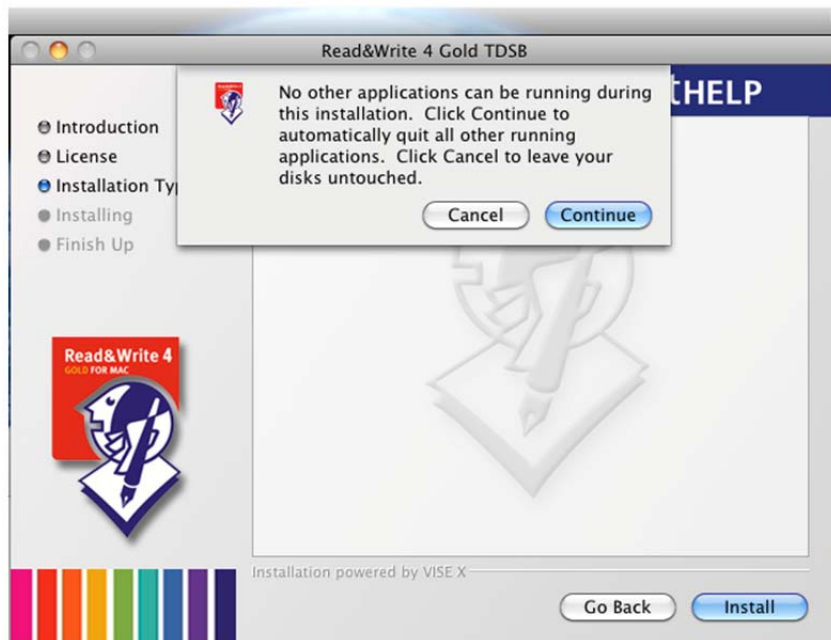 Read&Write 4 Gold TDSB
No other applications can be running during
this installation. Click Continue to
automatically quit all other running
applications. Click Cancel to leave your
disks untouched.
Cancel
Continue
tHELP
Introduction
License
Installation Typ
Installing
Finish Up
Read&Write 4
GOLD FOR MAC
Installation powered by VISE X
Go Back
Install